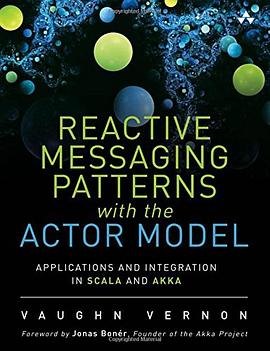 REACTIVE
MESSAGING
PATTERNS
with the
ACTOR MODEL
APPLICATIONS AND INTEGRATION
IN SCALA AND AKKA
VAUGHN VERNON
Foreword by Jonas Bonér, Founder of the Akka Project